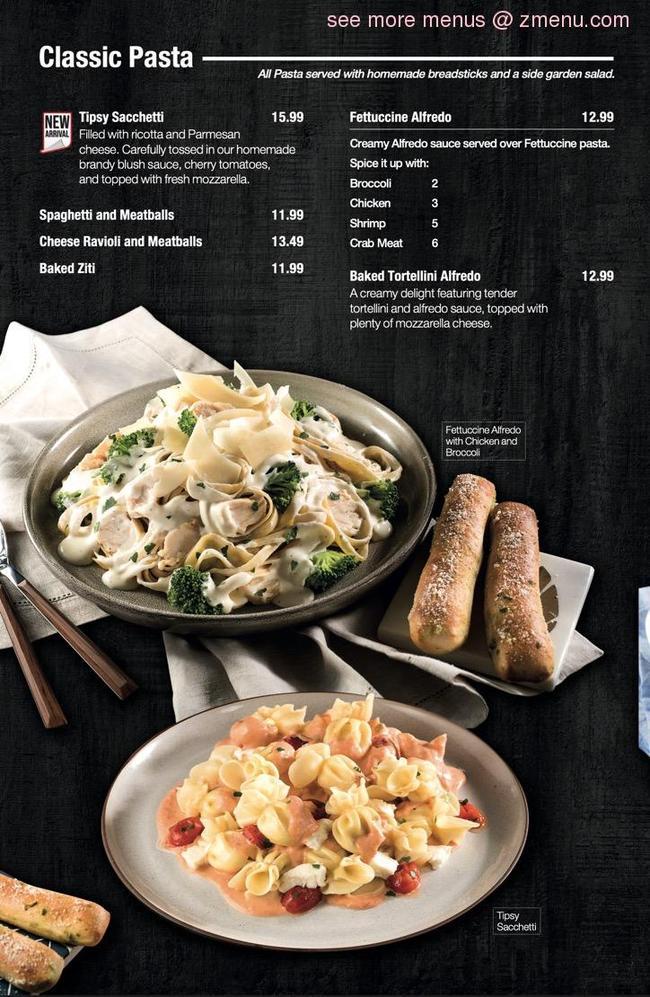 see more menus @ zmenu.com
Classic Pasta
All Pasta served with homemade breadsticks and a side garden salad.
NEW
ARRIVAL
Tipsy Sacchetti 15.99
Filled with ricotta and Parmesan
cheese. Carefully tossed in our homemade
brandy blush sauce, cherry tomatoes,
and topped with fresh mozzarella.
Spaghetti and Meatballs 11.99
Cheese Ravioli and Meatballs 13.49
Baked Ziti 11.99
Fettuccine Alfredo 12.99
Creamy Alfredo sauce served over Fettuccine pasta.
Spice it up with:
Broccoli 2
Chicken 3
Shrimp 5
Crab Meat 6
Baked Tortellini Alfredo 12.99
A creamy delight featuring tender
tortellini and alfredo sauce, topped with
plenty of mozzarella cheese.
Fettuccine Alfredo
with Chicken and
Broccoli
Tipsy
Sacchetti